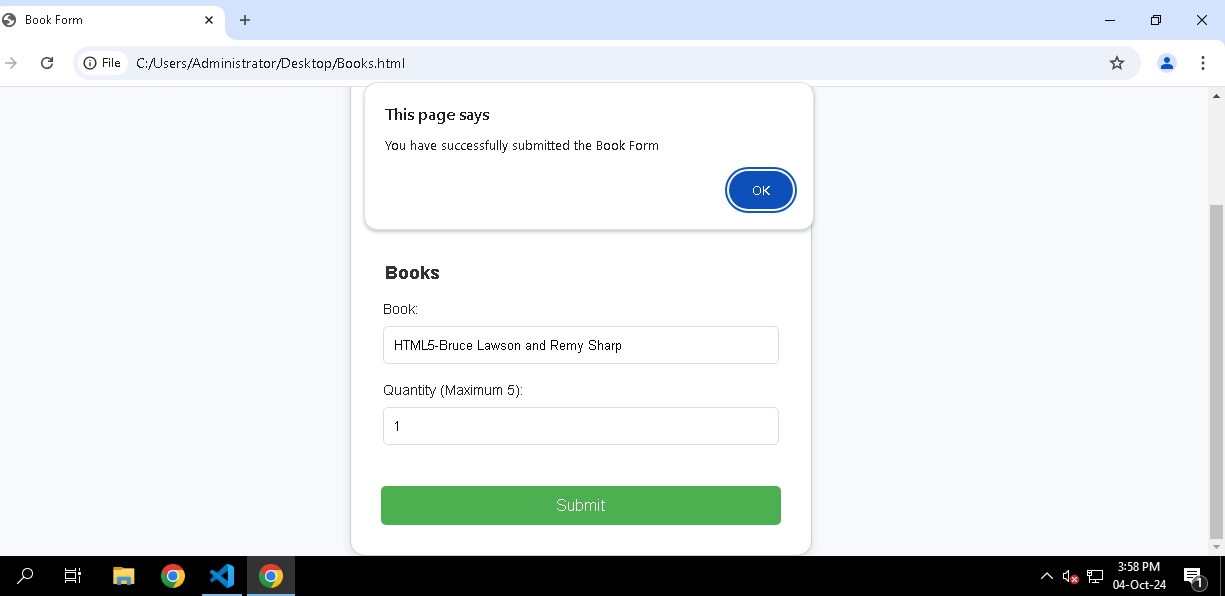 Book Form
File
C:/Users/Administrator/Desktop/Books.html
This page says
You have successfully submitted the Book Form
OK
Books
Book:
HTML5-Bruce Lawson and Remy Sharp
Quantity (Maximum 5):
1
Submit
3:58 PM
04-Oct-24
1